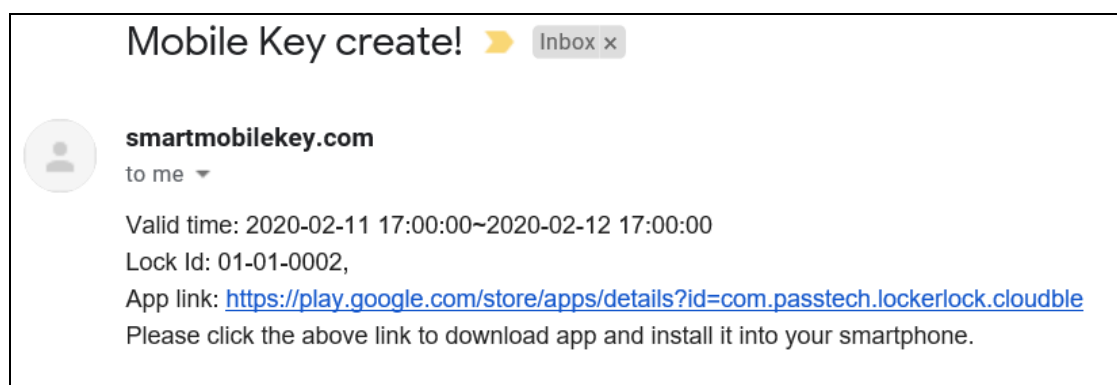 Mobile Key create! Inbox x
smartmobilekey.com
to me
Valid time: 2020-02-11 17:00:00~2020-02-12 17:00:00
Lock Id: 01-01-0002,
App link: https://play.google.com/store/apps/details?id=com.passtech.lockerlock.cloudble
Please click the above link to download app and install it into your smartphone.